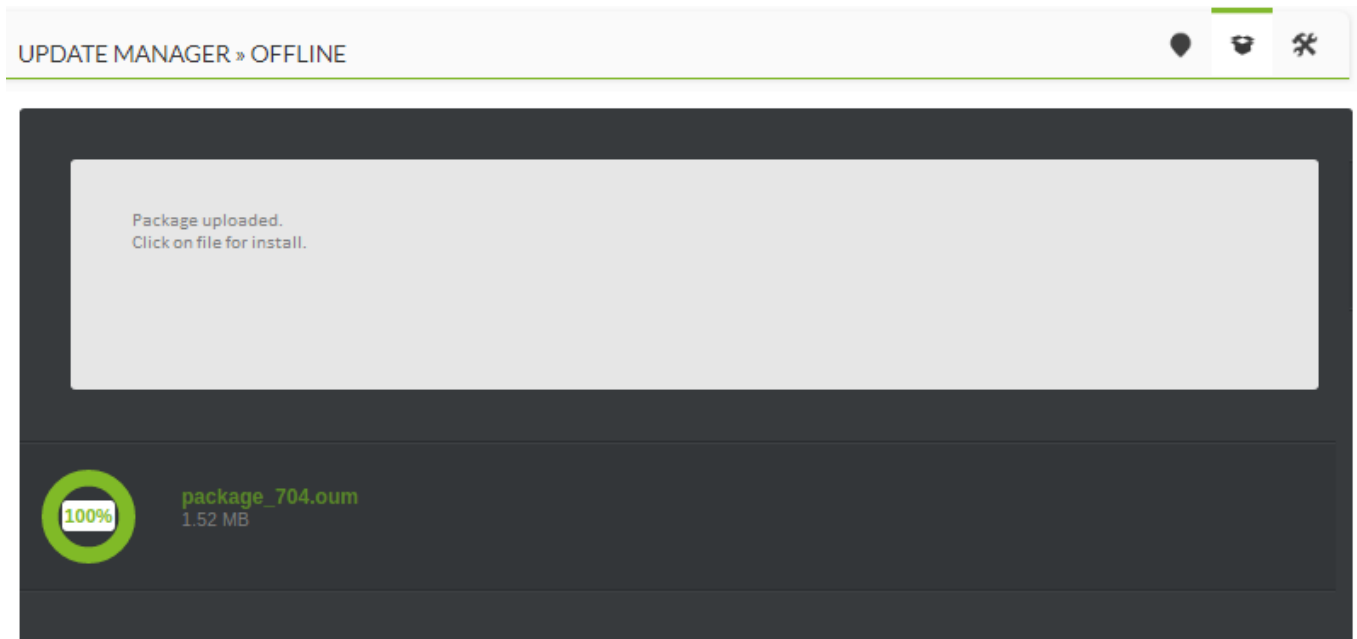 UPDATE MANAGER » OFFLINE
Package uploaded.
Click on file for install.
100%
package_704.oum
1.52 MB